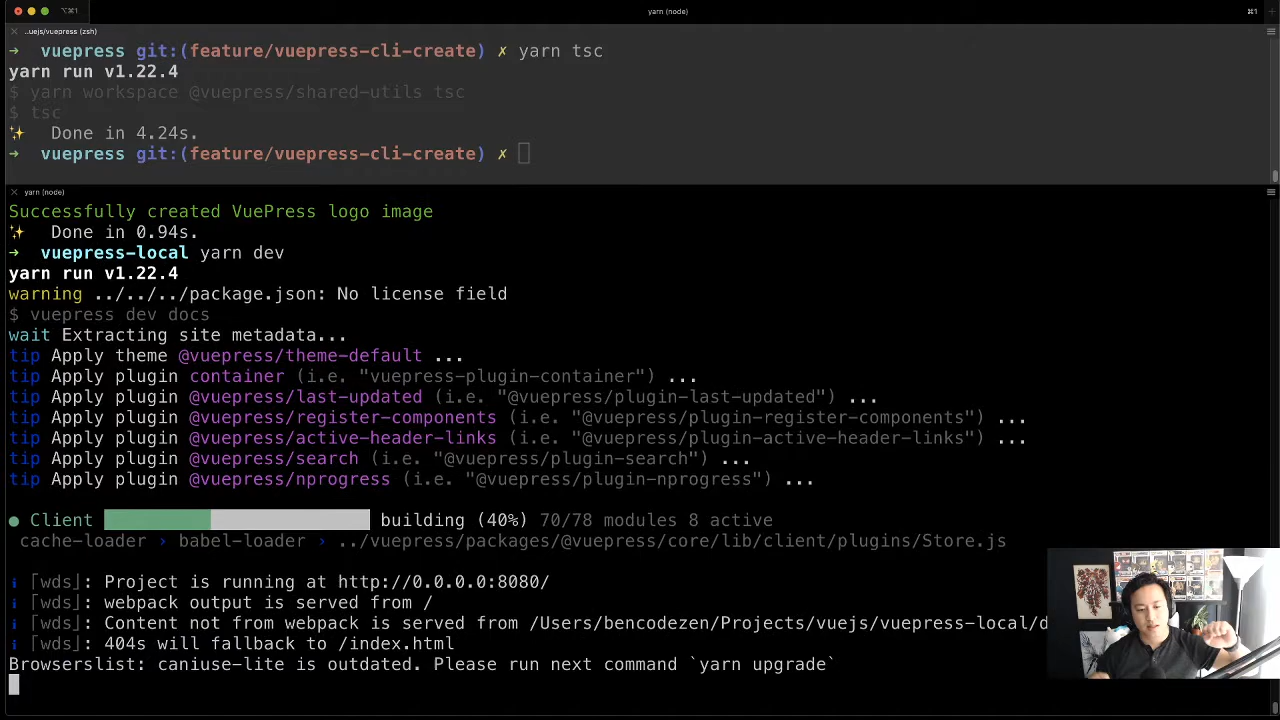 ⌥⌘1
yarn (node)
⌘1
..uejs/vuepress (zsh)
➜ vuepress git:(feature/vuepress-cli-create) ✗ yarn tsc
yarn run v1.22.4
$ yarn workspace @vuepress/shared-utils tsc
$ tsc
✨ Done in 4.24s.
➜ vuepress git:(feature/vuepress-cli-create) ✗
yarn (node)
Successfully created VuePress logo image
✨ Done in 0.94s.
➜ vuepress-local yarn dev
yarn run v1.22.4
warning ../../../package.json: No license field
$ vuepress dev docs
wait Extracting site metadata...
tip Apply theme @vuepress/theme-default ...
tip Apply plugin container (i.e. "vuepress-plugin-container") ...
tip Apply plugin @vuepress/last-updated (i.e. "@vuepress/plugin-last-updated") ...
tip Apply plugin @vuepress/register-components (i.e. "@vuepress/plugin-register-components") ...
tip Apply plugin @vuepress/active-header-links (i.e. "@vuepress/plugin-active-header-links") ...
tip Apply plugin @vuepress/search (i.e. "@vuepress/plugin-search") ...
tip Apply plugin @vuepress/nprogress (i.e. "@vuepress/plugin-nprogress") ...
● Client building (40%) 70/78 modules 8 active
cache-loader › babel-loader › ../vuepress/packages/@vuepress/core/lib/client/plugins/Store.js
ℹ ｢wds｣: Project is running at http://0.0.0.0:8080/
ℹ ｢wds｣: webpack output is served from /
ℹ ｢wds｣: Content not from webpack is served from /Users/bencodezen/Projects/vuejs/vuepress-local/d
ℹ ｢wds｣: 404s will fallback to /index.html
Browserslist: caniuse-lite is outdated. Please run next command `yarn upgrade`